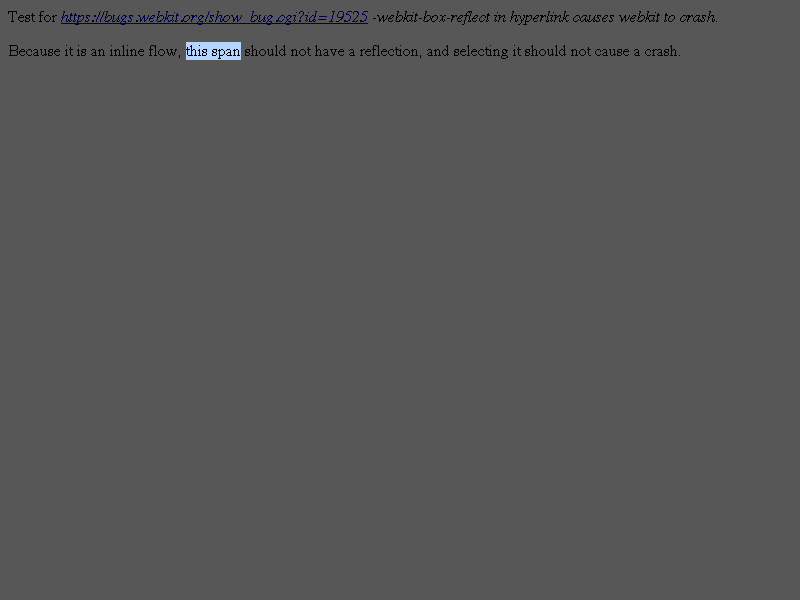 Test for https://bugs.webkit.org/show_bug.cgi?id=19525 -webkit-box-reflect in hyperlink causes webkit to crash.
Because it is an inline flow, this span should not have a reflection, and selecting it should not cause a crash.